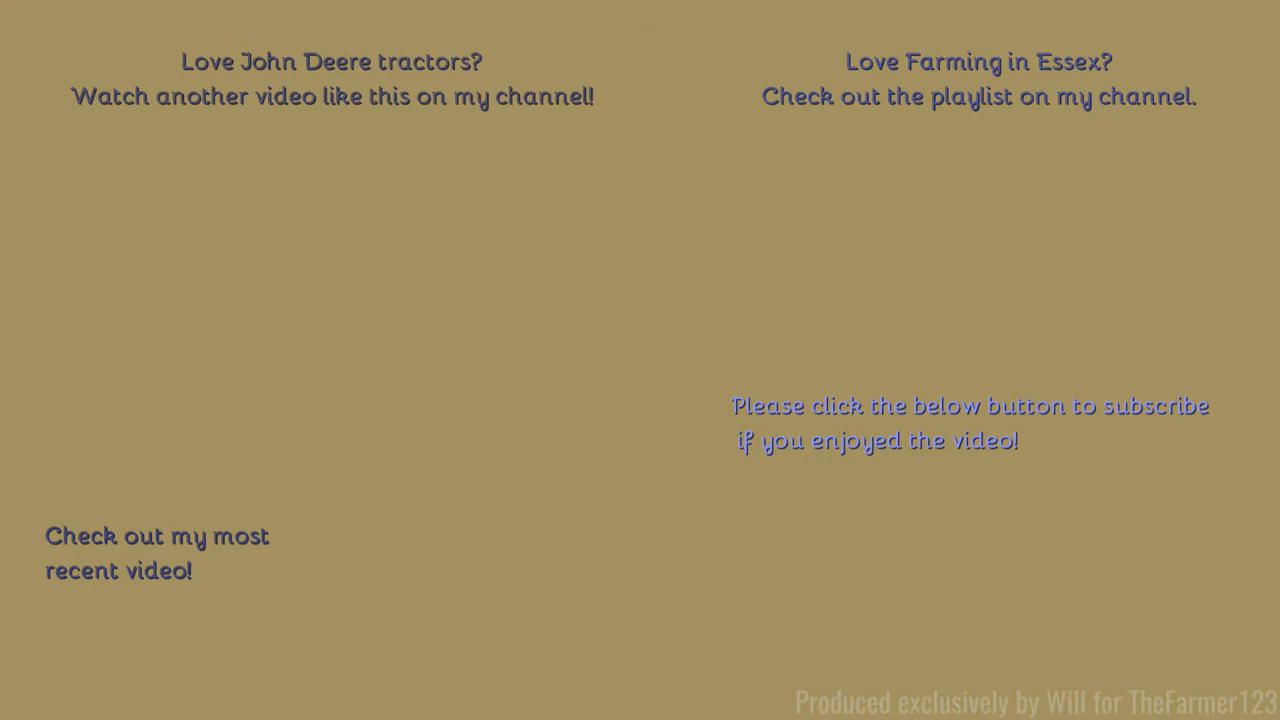 Love John Deere tractors?
Watch another video like this on my channel!
Love Farming in Essex?
Check out the playlist on my channel.
Please click the below button to subscribe
if you enjoyed the video!
Check out my most
recent video!
Produced exclusively by Will for TheFarmer123